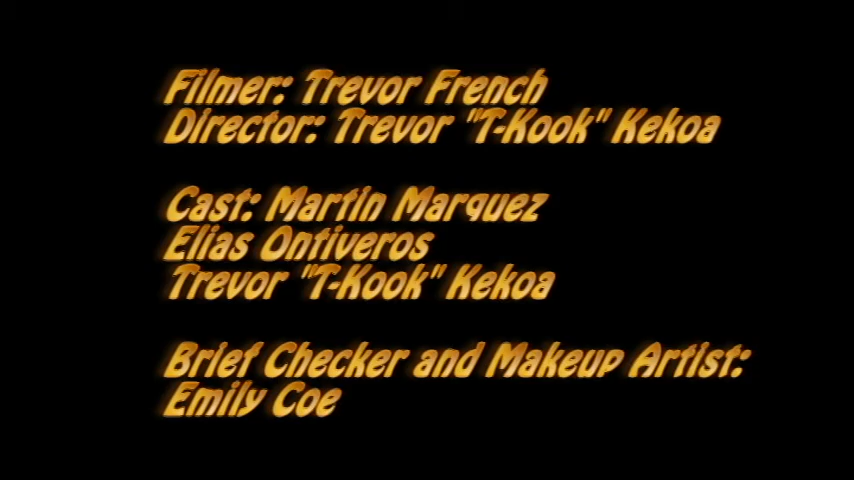 Filmer: Trevor French
Director: Trevor "T-Kook" Kekoa
Cast: Martin Marquez
Elias Ontiveros
Trevor "T-Kook" Kekoa
Brief Checker and Makeup Artist:
Emily Coe